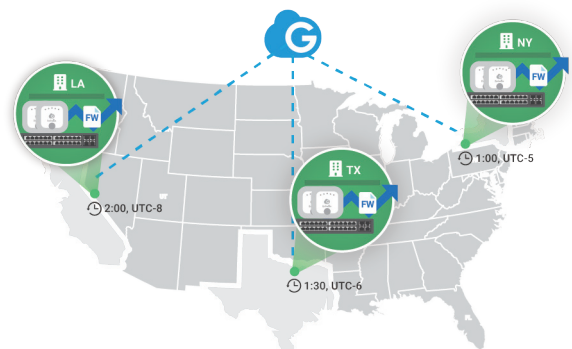 G
NY
FW
1:00, UTC-5
LA
FW
2:00, UTC-8
TX
FW
1:30, UTC-6